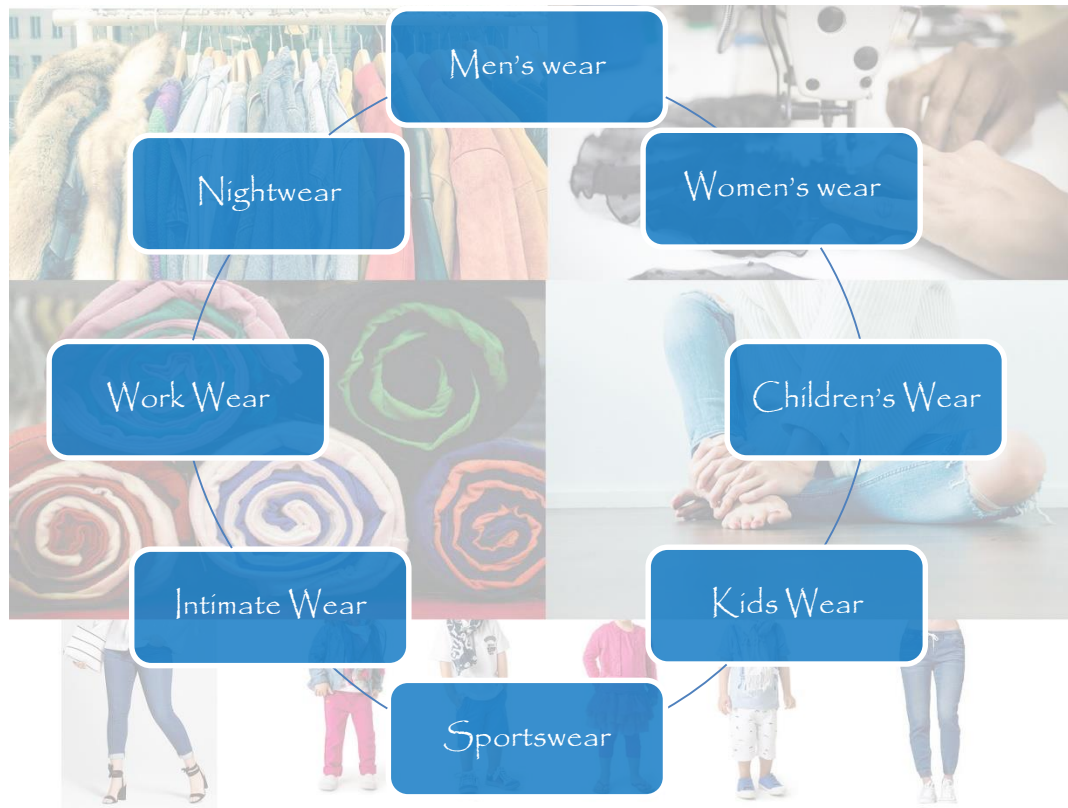 Men's wear
Women's wear
Children's Wear
Kids Wear
Sportswear
Intimate Wear
Work Wear
Nightwear